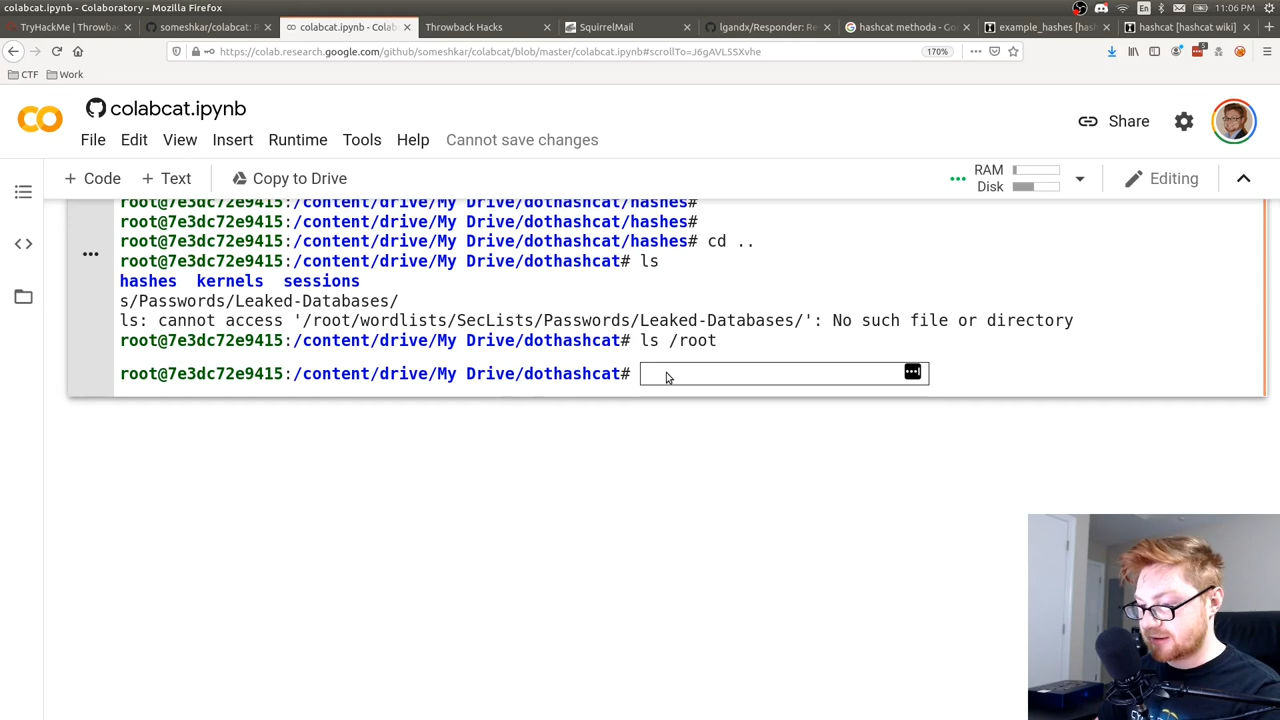 colabcat.ipynb - Colaboratory - Mozilla Firefox
En
11:06 PM
TryHackMe | Throwba
someshkar/colabcat: R
colabcat.ipynb - Colab
Throwback Hacks
SquirrelMail
lgandx/Responder: Re
hashcat methoda - Go
example_hashes [hash
hashcat [hashcat wiki]
https://colab.research.google.com/github/someshkar/colabcat/blob/master/colabcat.ipynb#scrollTo=J6gAVL5SXvhe
170%
CTF
Work
colabcat.ipynb
Share
File Edit View Insert Runtime Tools Help Cannot save changes
+ Code + Text Copy to Drive
RAM
Disk
Editing
root@7e3dc72e9415:/content/drive/My Drive/dothashcat/hashes#
root@7e3dc72e9415:/content/drive/My Drive/dothashcat/hashes#
root@7e3dc72e9415:/content/drive/My Drive/dothashcat/hashes# cd ..
root@7e3dc72e9415:/content/drive/My Drive/dothashcat# ls
hashes kernels sessions
s/Passwords/Leaked-Databases/
ls: cannot access '/root/wordlists/SecLists/Passwords/Leaked-Databases/': No such file or directory
root@7e3dc72e9415:/content/drive/My Drive/dothashcat# ls /root
root@7e3dc72e9415:/content/drive/My Drive/dothashcat#